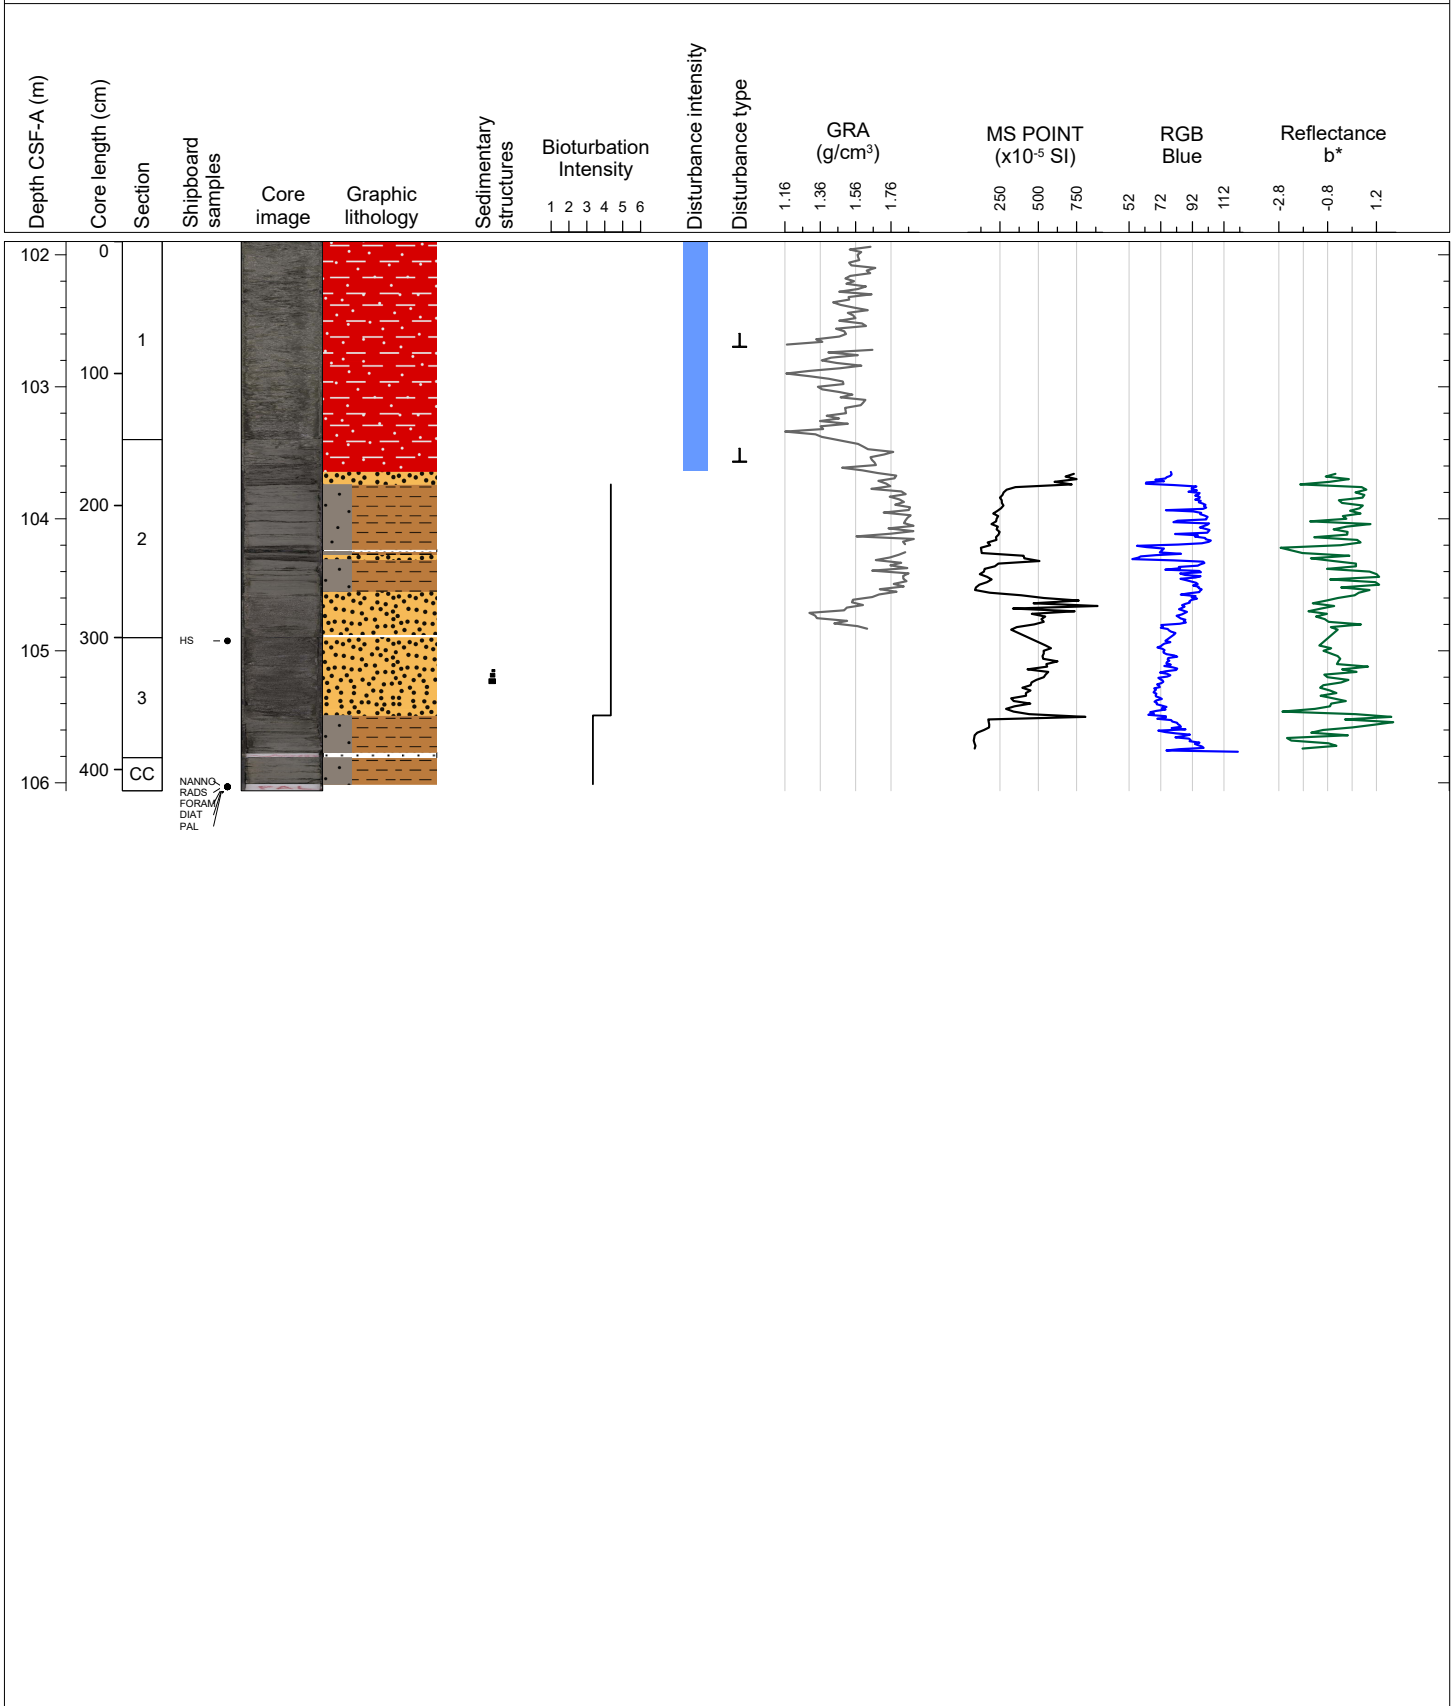 Depth CSF-A (m)
Core length (cm)
Section
Shipboard
samples
Core
image
Graphic
lithology
Sedimentary
structures
Bioturbation
Intensity
1 2 3 4 5 6
Disturbance intensity
Disturbance type
GRA
(g/cm³)
1.16 1.36 1.56 1.76
MS POINT
(x10⁻⁵ SI)
250 500 750
RGB
Blue
52 72 92 112
Reflectance
b*
-2.8 -0.8 1.2
102
103
104
105
106
0
100
200
300
400
1
2
3
CC
HS
NANNO
RADS
FORAM
DIAT
PAL
PAL